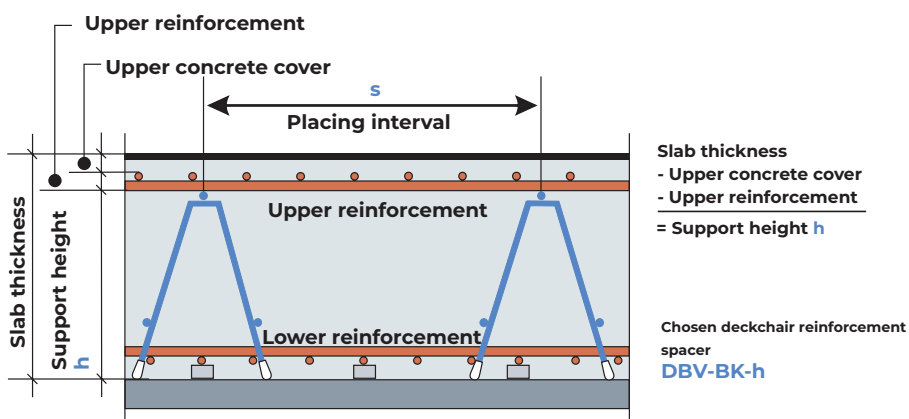 Upper reinforcement
Upper concrete cover
s
Placing interval
Slab thickness
Support height
h
Upper reinforcement
Lower reinforcement
Slab thickness
- Upper concrete cover
- Upper reinforcement
= Support height h
Chosen deckchair reinforcement
spacer
DBV-BK-h